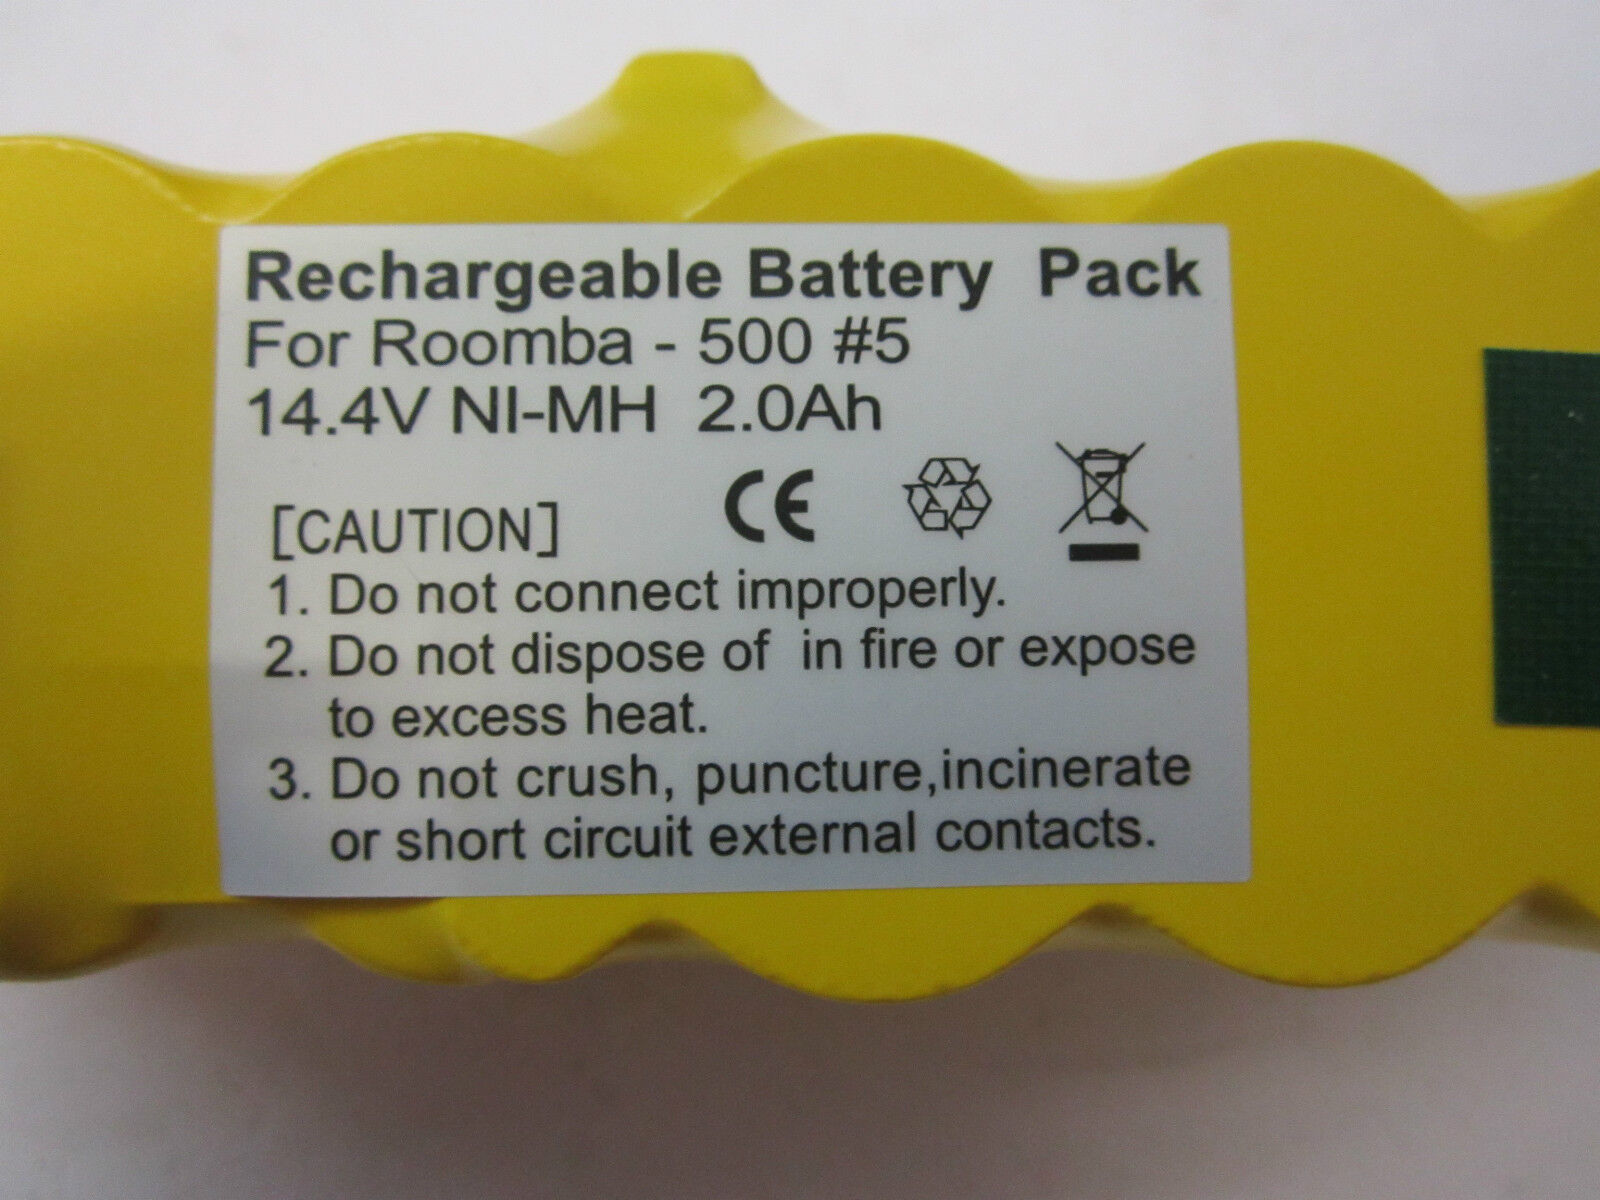 Rechargeable Battery Pack
For Roomba - 500 #5
14.4V NI-MH 2.0Ah
CE
[CAUTION]
1. Do not connect improperly.
2. Do not dispose of in fire or expose
to excess heat.
3. Do not crush, puncture,incinerate
or short circuit external contacts.